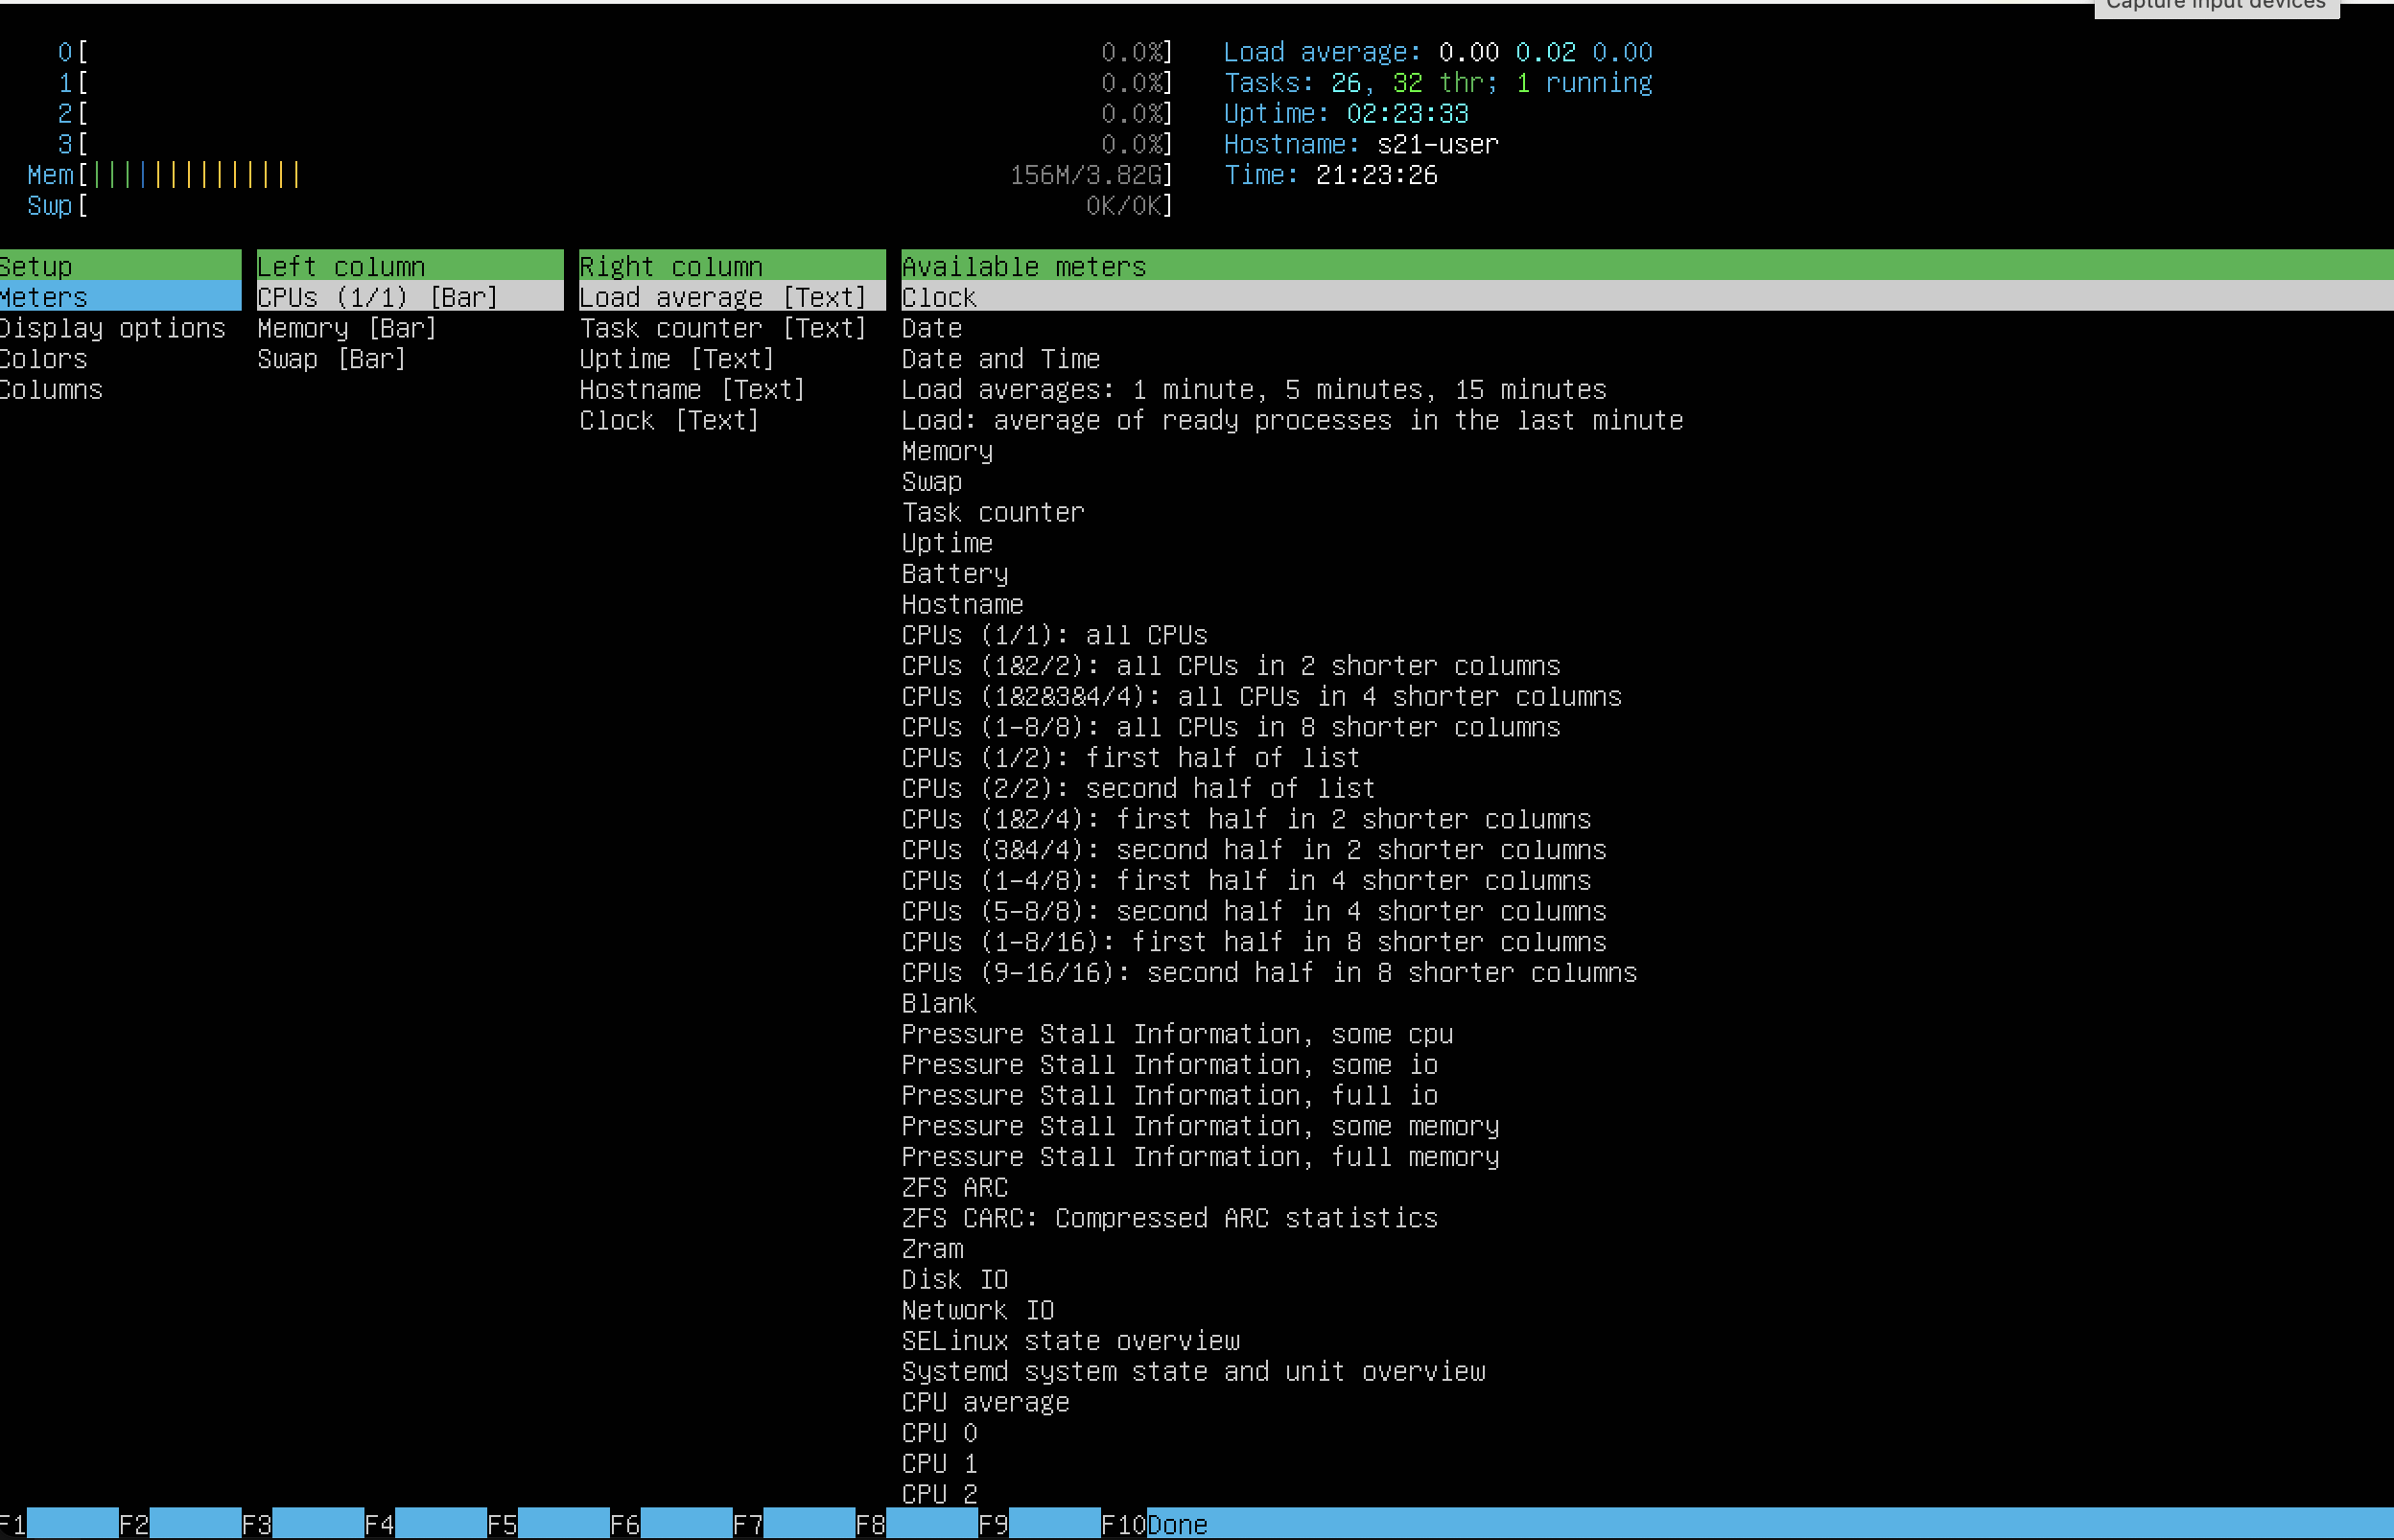 Capture input devices
0[ 0.0%] Load average: 0.00 0.02 0.00
1[ 0.0%] Tasks: 26, 32 thr; 1 running
2[ 0.0%] Uptime: 02:23:33
3[ 0.0%] Hostname: s21-user
Mem[|||||||||||||| 156M/3.82G] Time: 21:23:26
Swp[ 0K/0K]
Setup Left column Right column Available meters
Meters CPUs (1/1) [Bar] Load average [Text] Clock
Display options Memory [Bar] Task counter [Text] Date
Colors Swap [Bar] Uptime [Text] Date and Time
Columns Hostname [Text] Load averages: 1 minute, 5 minutes, 15 minutes
Clock [Text] Load: average of ready processes in the last minute
Memory
Swap
Task counter
Uptime
Battery
Hostname
CPUs (1/1): all CPUs
CPUs (1&2/2): all CPUs in 2 shorter columns
CPUs (1&2&3&4/4): all CPUs in 4 shorter columns
CPUs (1-8/8): all CPUs in 8 shorter columns
CPUs (1/2): first half of list
CPUs (2/2): second half of list
CPUs (1&2/4): first half in 2 shorter columns
CPUs (3&4/4): second half in 2 shorter columns
CPUs (1-4/8): first half in 4 shorter columns
CPUs (5-8/8): second half in 4 shorter columns
CPUs (1-8/16): first half in 8 shorter columns
CPUs (9-16/16): second half in 8 shorter columns
Blank
Pressure Stall Information, some cpu
Pressure Stall Information, some io
Pressure Stall Information, full io
Pressure Stall Information, some memory
Pressure Stall Information, full memory
ZFS ARC
ZFS CARC: Compressed ARC statistics
Zram
Disk IO
Network IO
SELinux state overview
Systemd system state and unit overview
CPU average
CPU 0
CPU 1
CPU 2
F1 F2 F3 F4 F5 F6 F7 F8 F9 F10Done